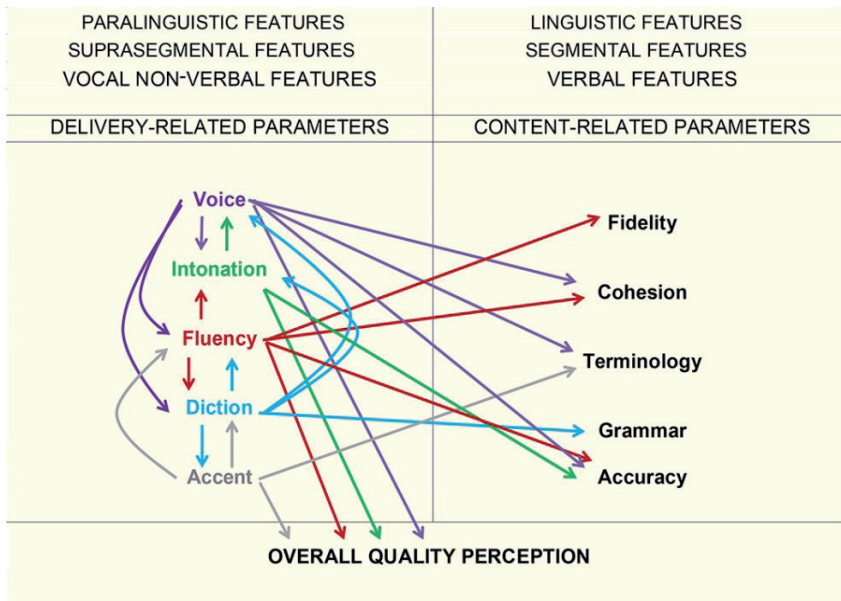 PARALINGUISTIC FEATURES
SUPRASEGMENTAL FEATURES
VOCAL NON-VERBAL FEATURES
LINGUISTIC FEATURES
SEGMENTAL FEATURES
VERBAL FEATURES
DELIVERY-RELATED PARAMETERS
CONTENT-RELATED PARAMETERS
Voice
Intonation
Fluency
Diction
Accent
Fidelity
Cohesion
Terminology
Grammar
Accuracy
OVERALL QUALITY PERCEPTION